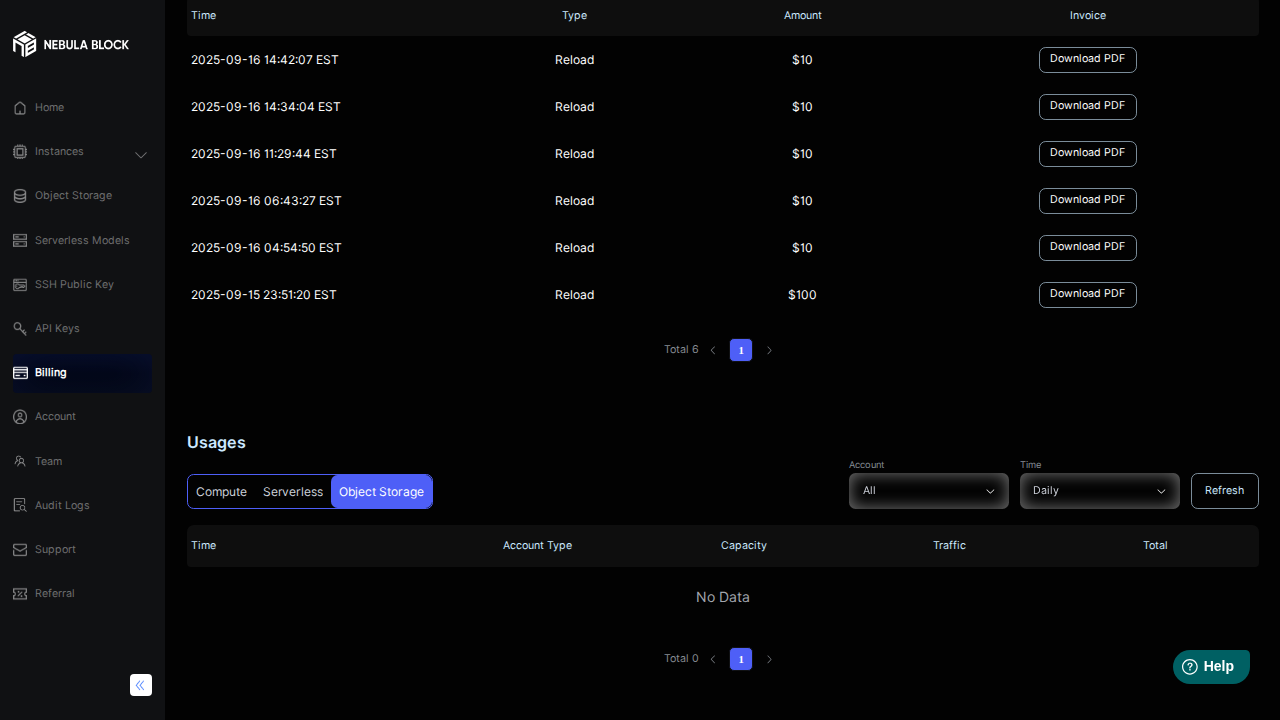 NEBULA BLOCK
Home
Instances
Object Storage
Serverless Models
SSH Public Key
API Keys
Billing
Account
Team
Audit Logs
Support
Referral
Time Type Amount Invoice
2025-09-16 14:42:07 EST Reload $10 Download PDF
2025-09-16 14:34:04 EST Reload $10 Download PDF
2025-09-16 11:29:44 EST Reload $10 Download PDF
2025-09-16 06:43:27 EST Reload $10 Download PDF
2025-09-16 04:54:50 EST Reload $10 Download PDF
2025-09-15 23:51:20 EST Reload $100 Download PDF
Total 6 1
Usages
Account Time
Compute Serverless Object Storage All Daily Refresh
Time Account Type Capacity Traffic Total
No Data
Total 0 1
Help